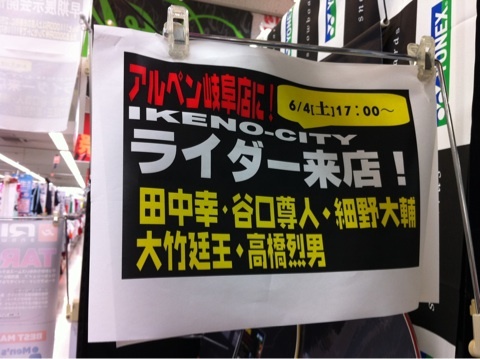 アルペン岐阜店に！
6/4[土]17：00～
IKENO-CITY
ライダー来店！
田中幸・谷口尊人・細野大輔
大竹廷王・高橋烈男
YONEX